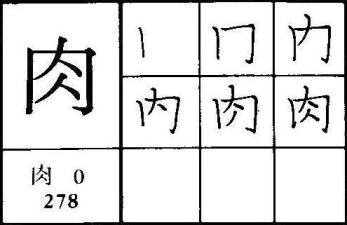 肉
丨 冂 内
内 肉 肉
肉 0
278